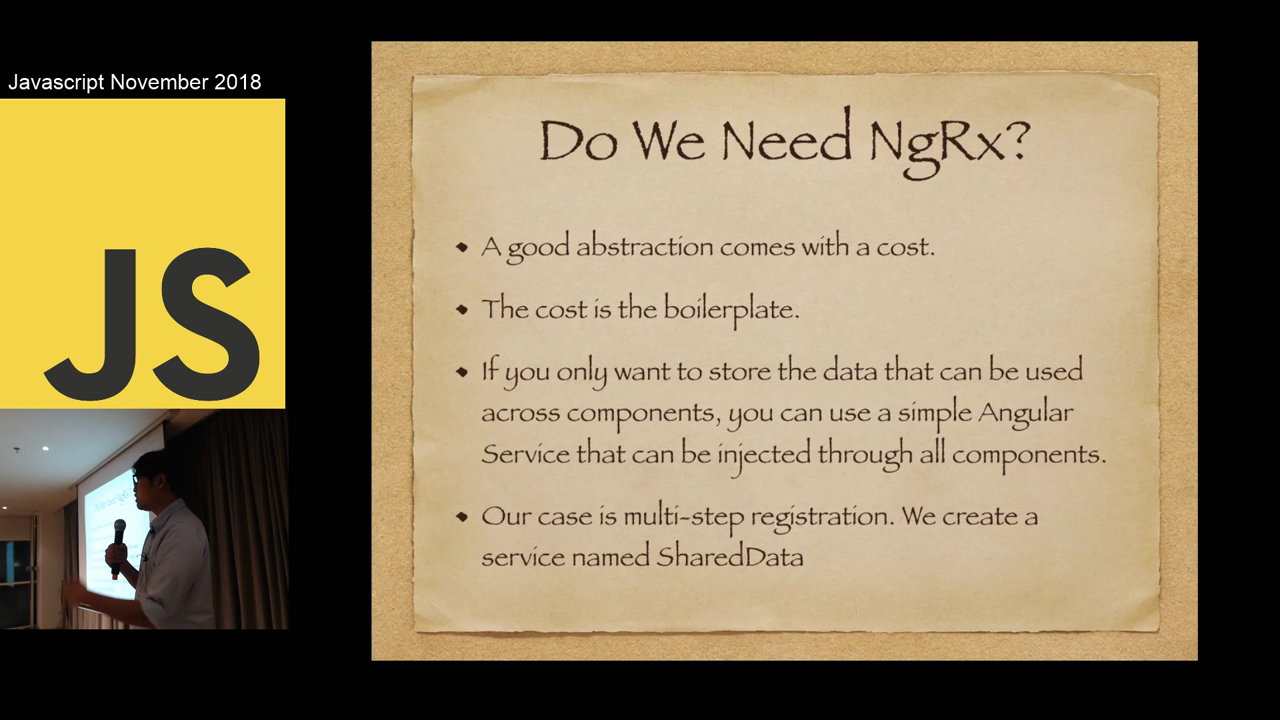 Javascript November 2018
JS
Do We Need NgRx?
• A good abstraction comes with a cost.
• The cost is the boilerplate.
• If you only want to store the data that can be used
across components, you can use a simple Angular
Service that can be injected through all components.
• Our case is multi-step registration. We create a
service named SharedData